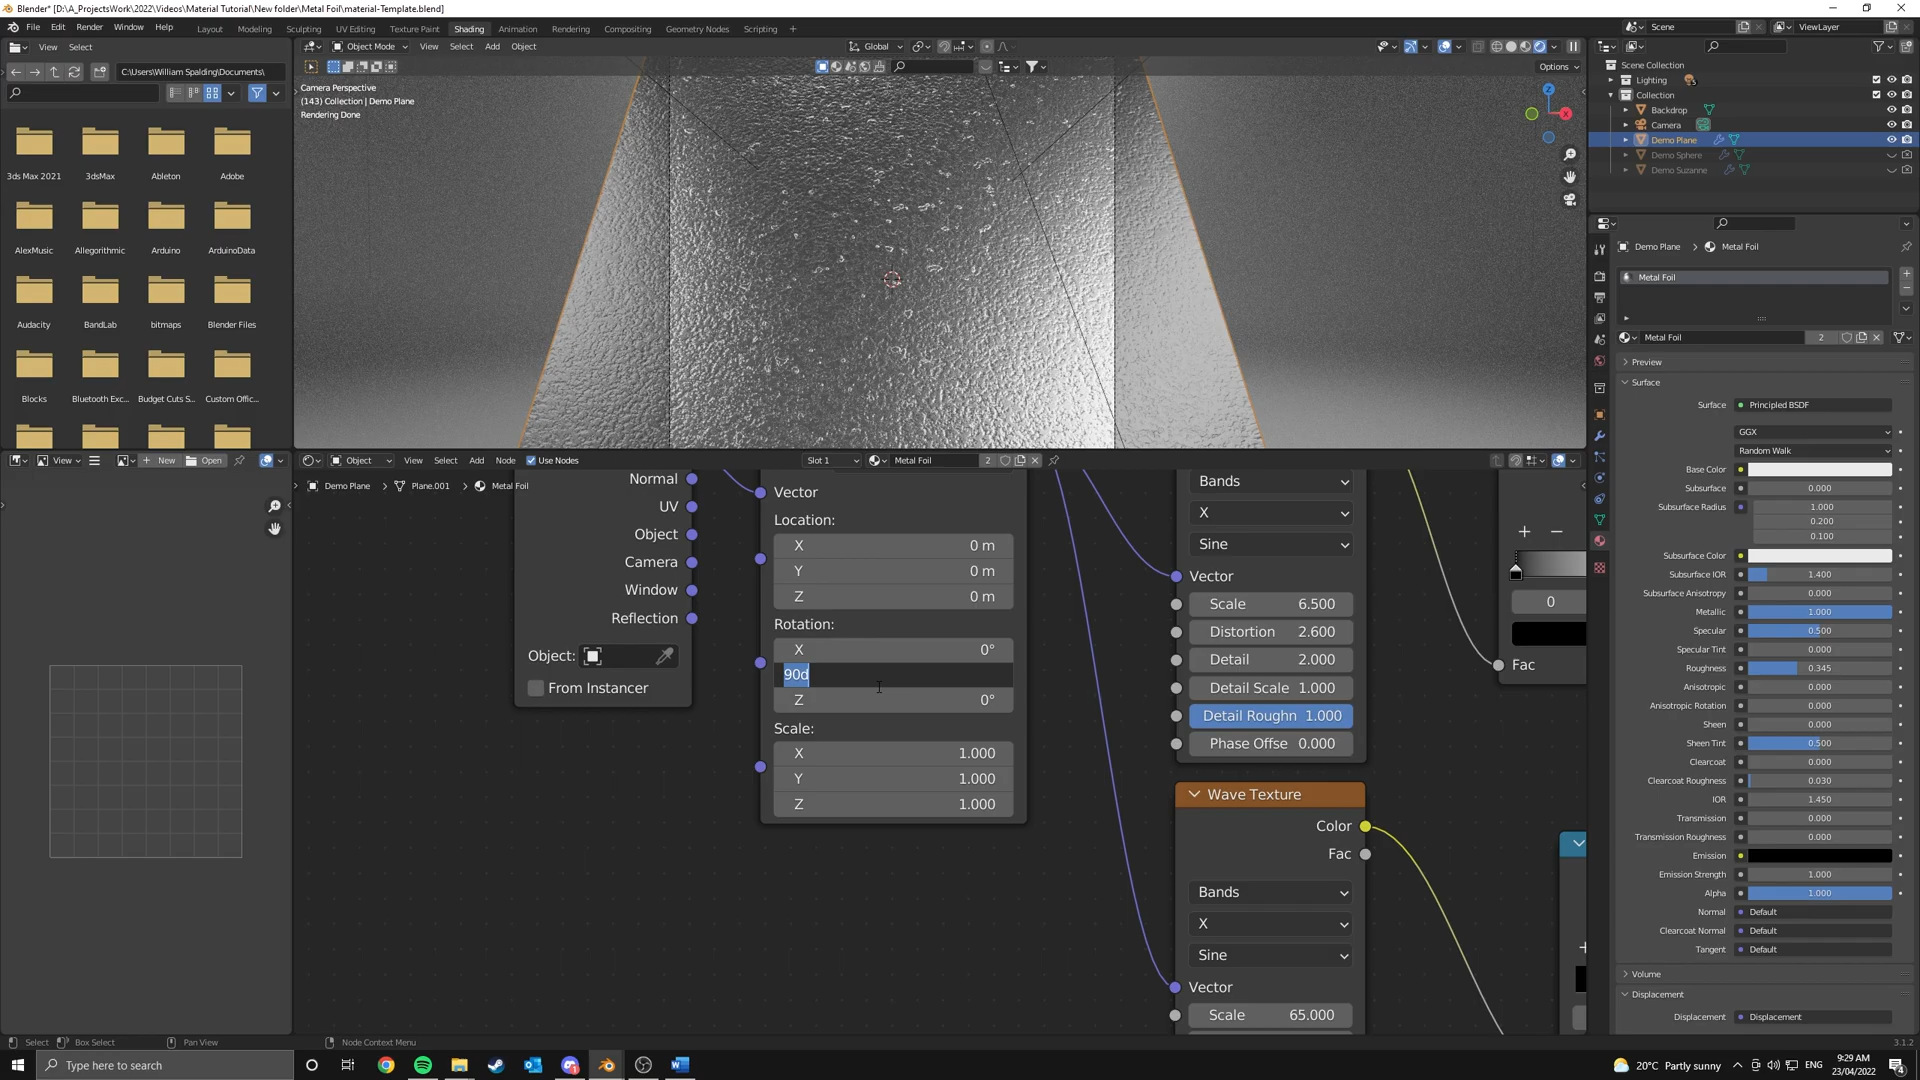 Blender* [D:\A_ProjectsWork\2022\Videos\Material Tutorial\New folder\Metal Foil\material-Template.blend]
File Edit Render Window Help Layout Modeling Sculpting UV Editing Texture Paint Shading Animation Rendering Compositing Geometry Nodes Scripting + Scene ViewLayer
View Select Object Mode View Select Add Object Global
C:\Users\William Spalding\Documents\ Options
Camera Perspective
(143) Collection | Demo Plane
Rendering Done
Scene Collection
Lighting
Collection
Backdrop
Camera
Demo Plane
Demo Sphere
Demo Suzanne
Z
X
3ds Max 2021 3dsMax Ableton Adobe
AlexMusic Allegorithmic Arduino ArduinoData
Audacity BandLab bitmaps Blender Files
Blocks Bluetooth Exc... Budget Cuts S... Custom Offic...
Demo Plane > Metal Foil
Metal Foil
Metal Foil 2
Preview
Surface
Surface Principled BSDF
GGX
Random Walk
Base Color
Subsurface 0.000
Subsurface Radius 1.000
0.200
0.100
Subsurface Color
Subsurface IOR 1.400
Subsurface Anisotropy 0.000
Metallic 1.000
Specular 0.500
Specular Tint 0.000
Roughness 0.345
Anisotropic 0.000
Anisotropic Rotation 0.000
Sheen 0.000
Sheen Tint 0.500
Clearcoat 0.000
Clearcoat Roughness 0.030
IOR 1.450
Transmission 0.000
Transmission Roughness 0.000
Emission
Emission Strength 1.000
Alpha 1.000
Normal Default
Clearcoat Normal Default
Tangent Default
Volume
Displacement
Displacement Displacement
View + New Open
Object View Select Add Node Use Nodes Slot 1 Metal Foil 2
Demo Plane > Plane.001 > Metal Foil
Normal
UV
Object
Camera
Window
Reflection
Object:
From Instancer
Vector
Location:
X 0 m
Y 0 m
Z 0 m
Rotation:
X 0°
90d
Z 0°
Scale:
X 1.000
Y 1.000
Z 1.000
Bands
X
Sine
Vector
Scale 6.500
Distortion 2.600
Detail 2.000
Detail Scale 1.000
Detail Roughn 1.000
Phase Offse 0.000
Wave Texture
Color
Fac
Bands
X
Sine
Vector
Scale 65.000
+ −
0
Fac
Select Box Select Pan View Node Context Menu 3.1.2
Type here to search
20°C Partly sunny ENG
9:29 AM
23/04/2022
4